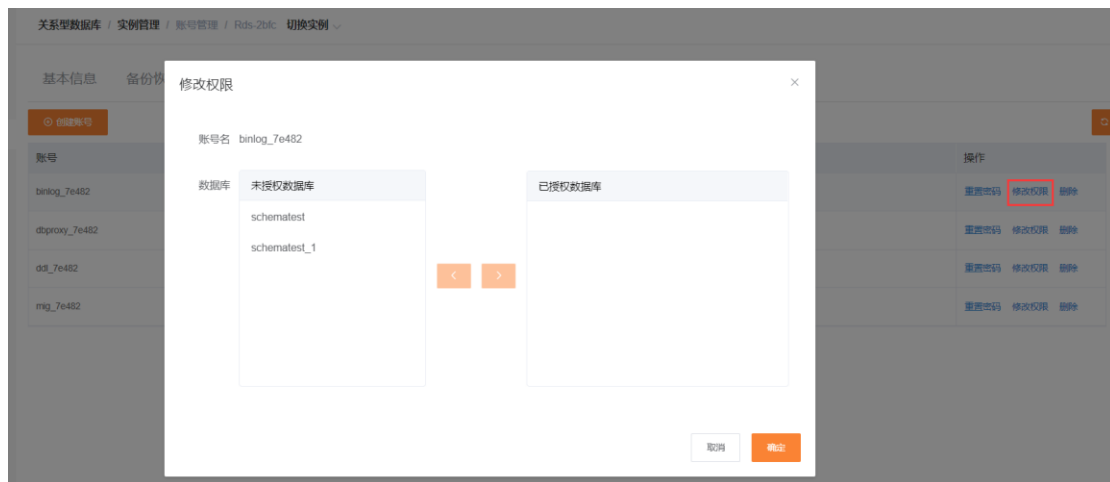 关系型数据库 / 实例管理 / 账号管理 / Rds-2bfc 切换实例
基本信息 备份恢
修改权限
创建账号
账号名 binlog_7e482
账号 操作
数据库 未授权数据库 已授权数据库
binlog_7e482 重置密码 修改权限 删除
schematest
dbproxy_7e482 重置密码 修改权限 删除
schematest_1
ddl_7e482 重置密码 修改权限 删除
mig_7e482 重置密码 修改权限 删除
取消 确定